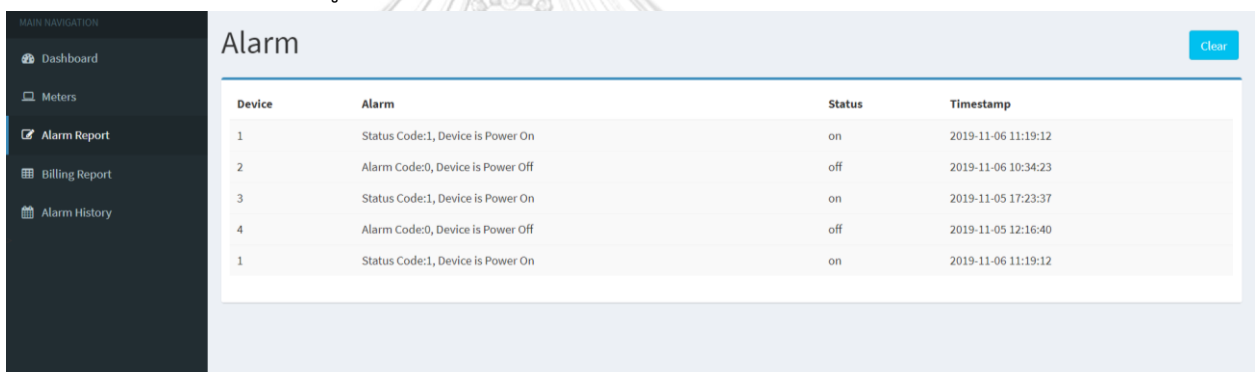 MAIN NAVIGATION
Dashboard
Meters
Alarm Report
Billing Report
Alarm History
Alarm
Clear
Device Alarm Status Timestamp
1 Status Code:1, Device is Power On on 2019-11-06 11:19:12
2 Alarm Code:0, Device is Power Off off 2019-11-06 10:34:23
3 Status Code:1, Device is Power On on 2019-11-05 17:23:37
4 Alarm Code:0, Device is Power Off off 2019-11-05 12:16:40
1 Status Code:1, Device is Power On on 2019-11-06 11:19:12